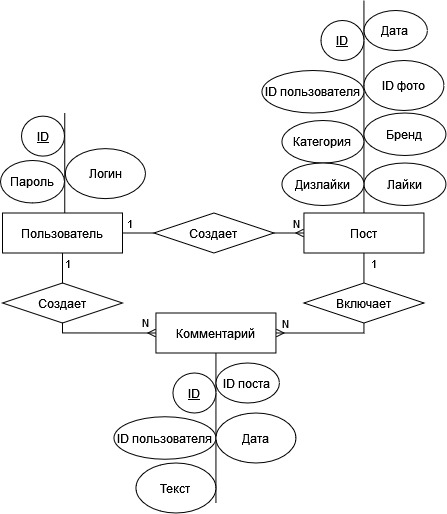 Дата
ID
ID пользователя
ID фото
ID
Категория
Бренд
Пароль
Логин
Дизлайки
Лайки
Пользователь
1
Создает
N
Пост
1
1
Создает
Включает
N
Комментарий
N
ID
ID поста
ID пользователя
Дата
Текст